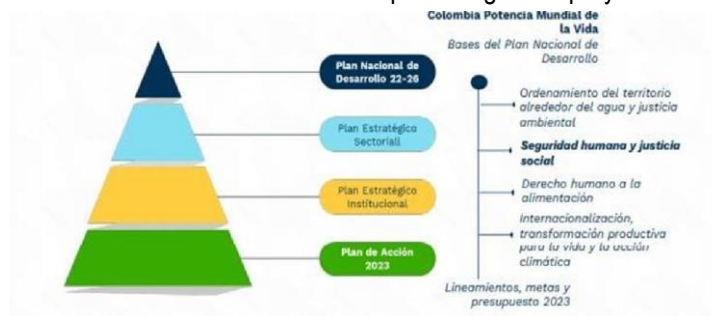 Colombia Potencia Mundial de
la Vida
Bases del Plan Nacional de
Desarrollo
Plan Nacional de
Desarrollo 22-26
Plan Estratégico
Sectoriall
Plan Estratégico
Institucional
Plan de Acción
2023
Ordenamiento del territorio
alrededor del agua y justicia
ambiental
Seguridad humana y justicia
social
Derecho humano a la
alimentación
Internacionalización,
transformación productiva
para la vida y la acción
climática
Lineamientos, metas y
presupuesto 2023